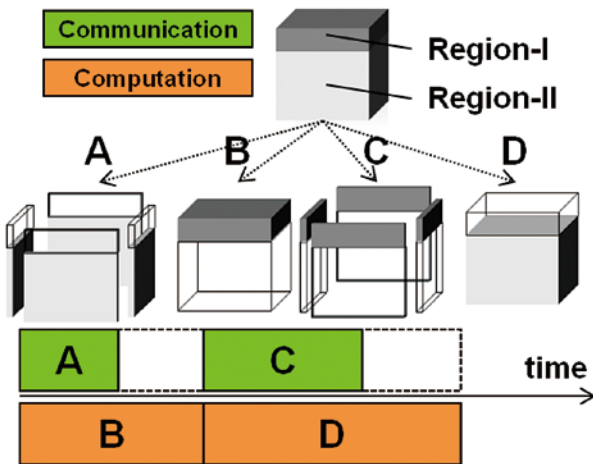 Communication
Computation
Region-I
Region-II
A
B
C
D
A
C
time
B
D